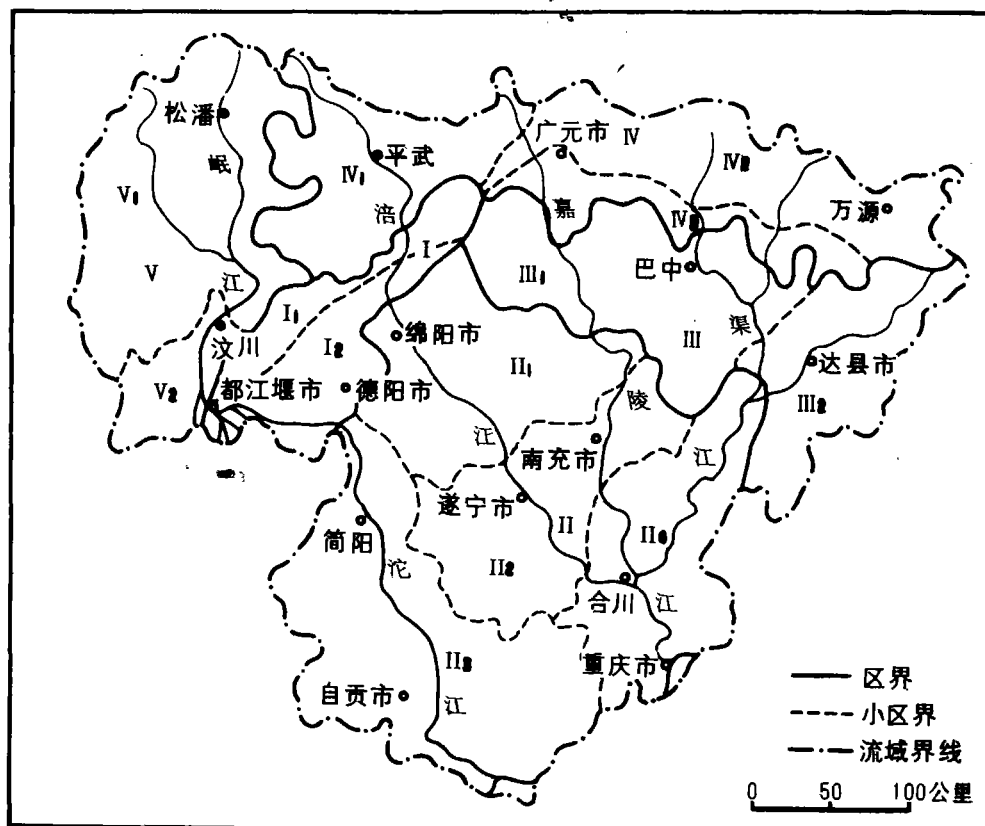 松潘
岷
平武
广元市
Ⅳ
Ⅳ₁
涪
嘉
万源
Ⅴ₁
Ⅴ
江
Ⅰ
Ⅲ₁
巴中
Ⅰ₁
渠
汶川
Ⅰ₂
绵阳市
Ⅲ
Ⅱ₁
达县市
Ⅴ₂
都江堰市
德阳市
陵
Ⅲ₂
江
南充市
江
遂宁市
简阳
沱
Ⅱ₂
Ⅱ
合川
江
Ⅱ₃
重庆市
自贡市
江
区界
小区界
流域界线
0 50 100公里